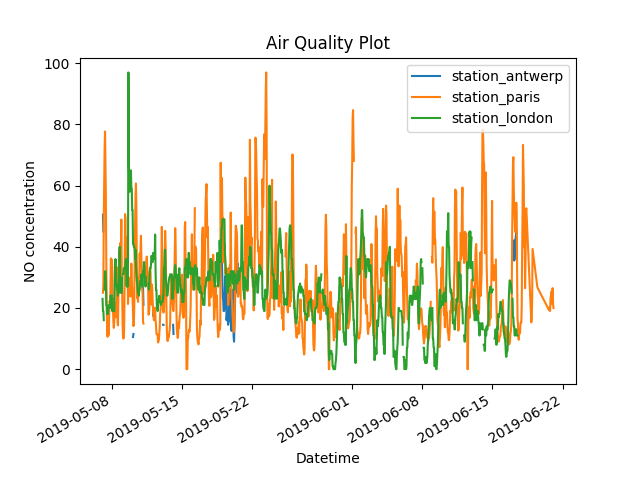 Air Quality Plot
station_antwerp
station_paris
station_london
NO concentration
100
80
60
40
20
0
2019-05-08
2019-05-15
2019-05-22
2019-06-01
2019-06-08
2019-06-15
2019-06-22
Datetime